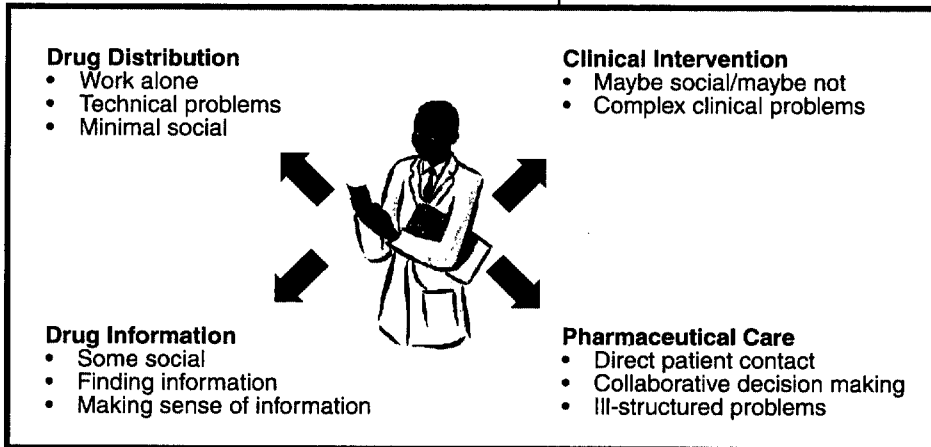 Drug Distribution
• Work alone
• Technical problems
• Minimal social
Clinical Intervention
• Maybe social/maybe not
• Complex clinical problems
Drug Information
• Some social
• Finding information
• Making sense of information
Pharmaceutical Care
• Direct patient contact
• Collaborative decision making
• Ill-structured problems